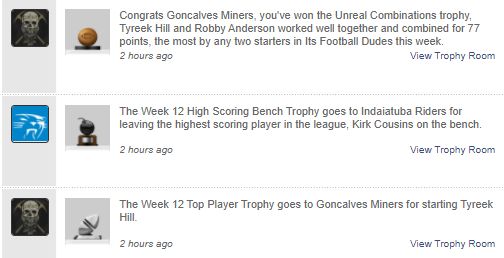 Congrats Goncalves Miners, you've won the Unreal Combinations trophy,
Tyreek Hill and Robby Anderson worked well together and combined for 77
points, the most by any two starters in Its Football Dudes this week.
2 hours ago View Trophy Room
The Week 12 High Scoring Bench Trophy goes to Indaiatuba Riders for
leaving the highest scoring player in the league, Kirk Cousins on the bench.
2 hours ago View Trophy Room
The Week 12 Top Player Trophy goes to Goncalves Miners for starting Tyreek
Hill.
2 hours ago View Trophy Room